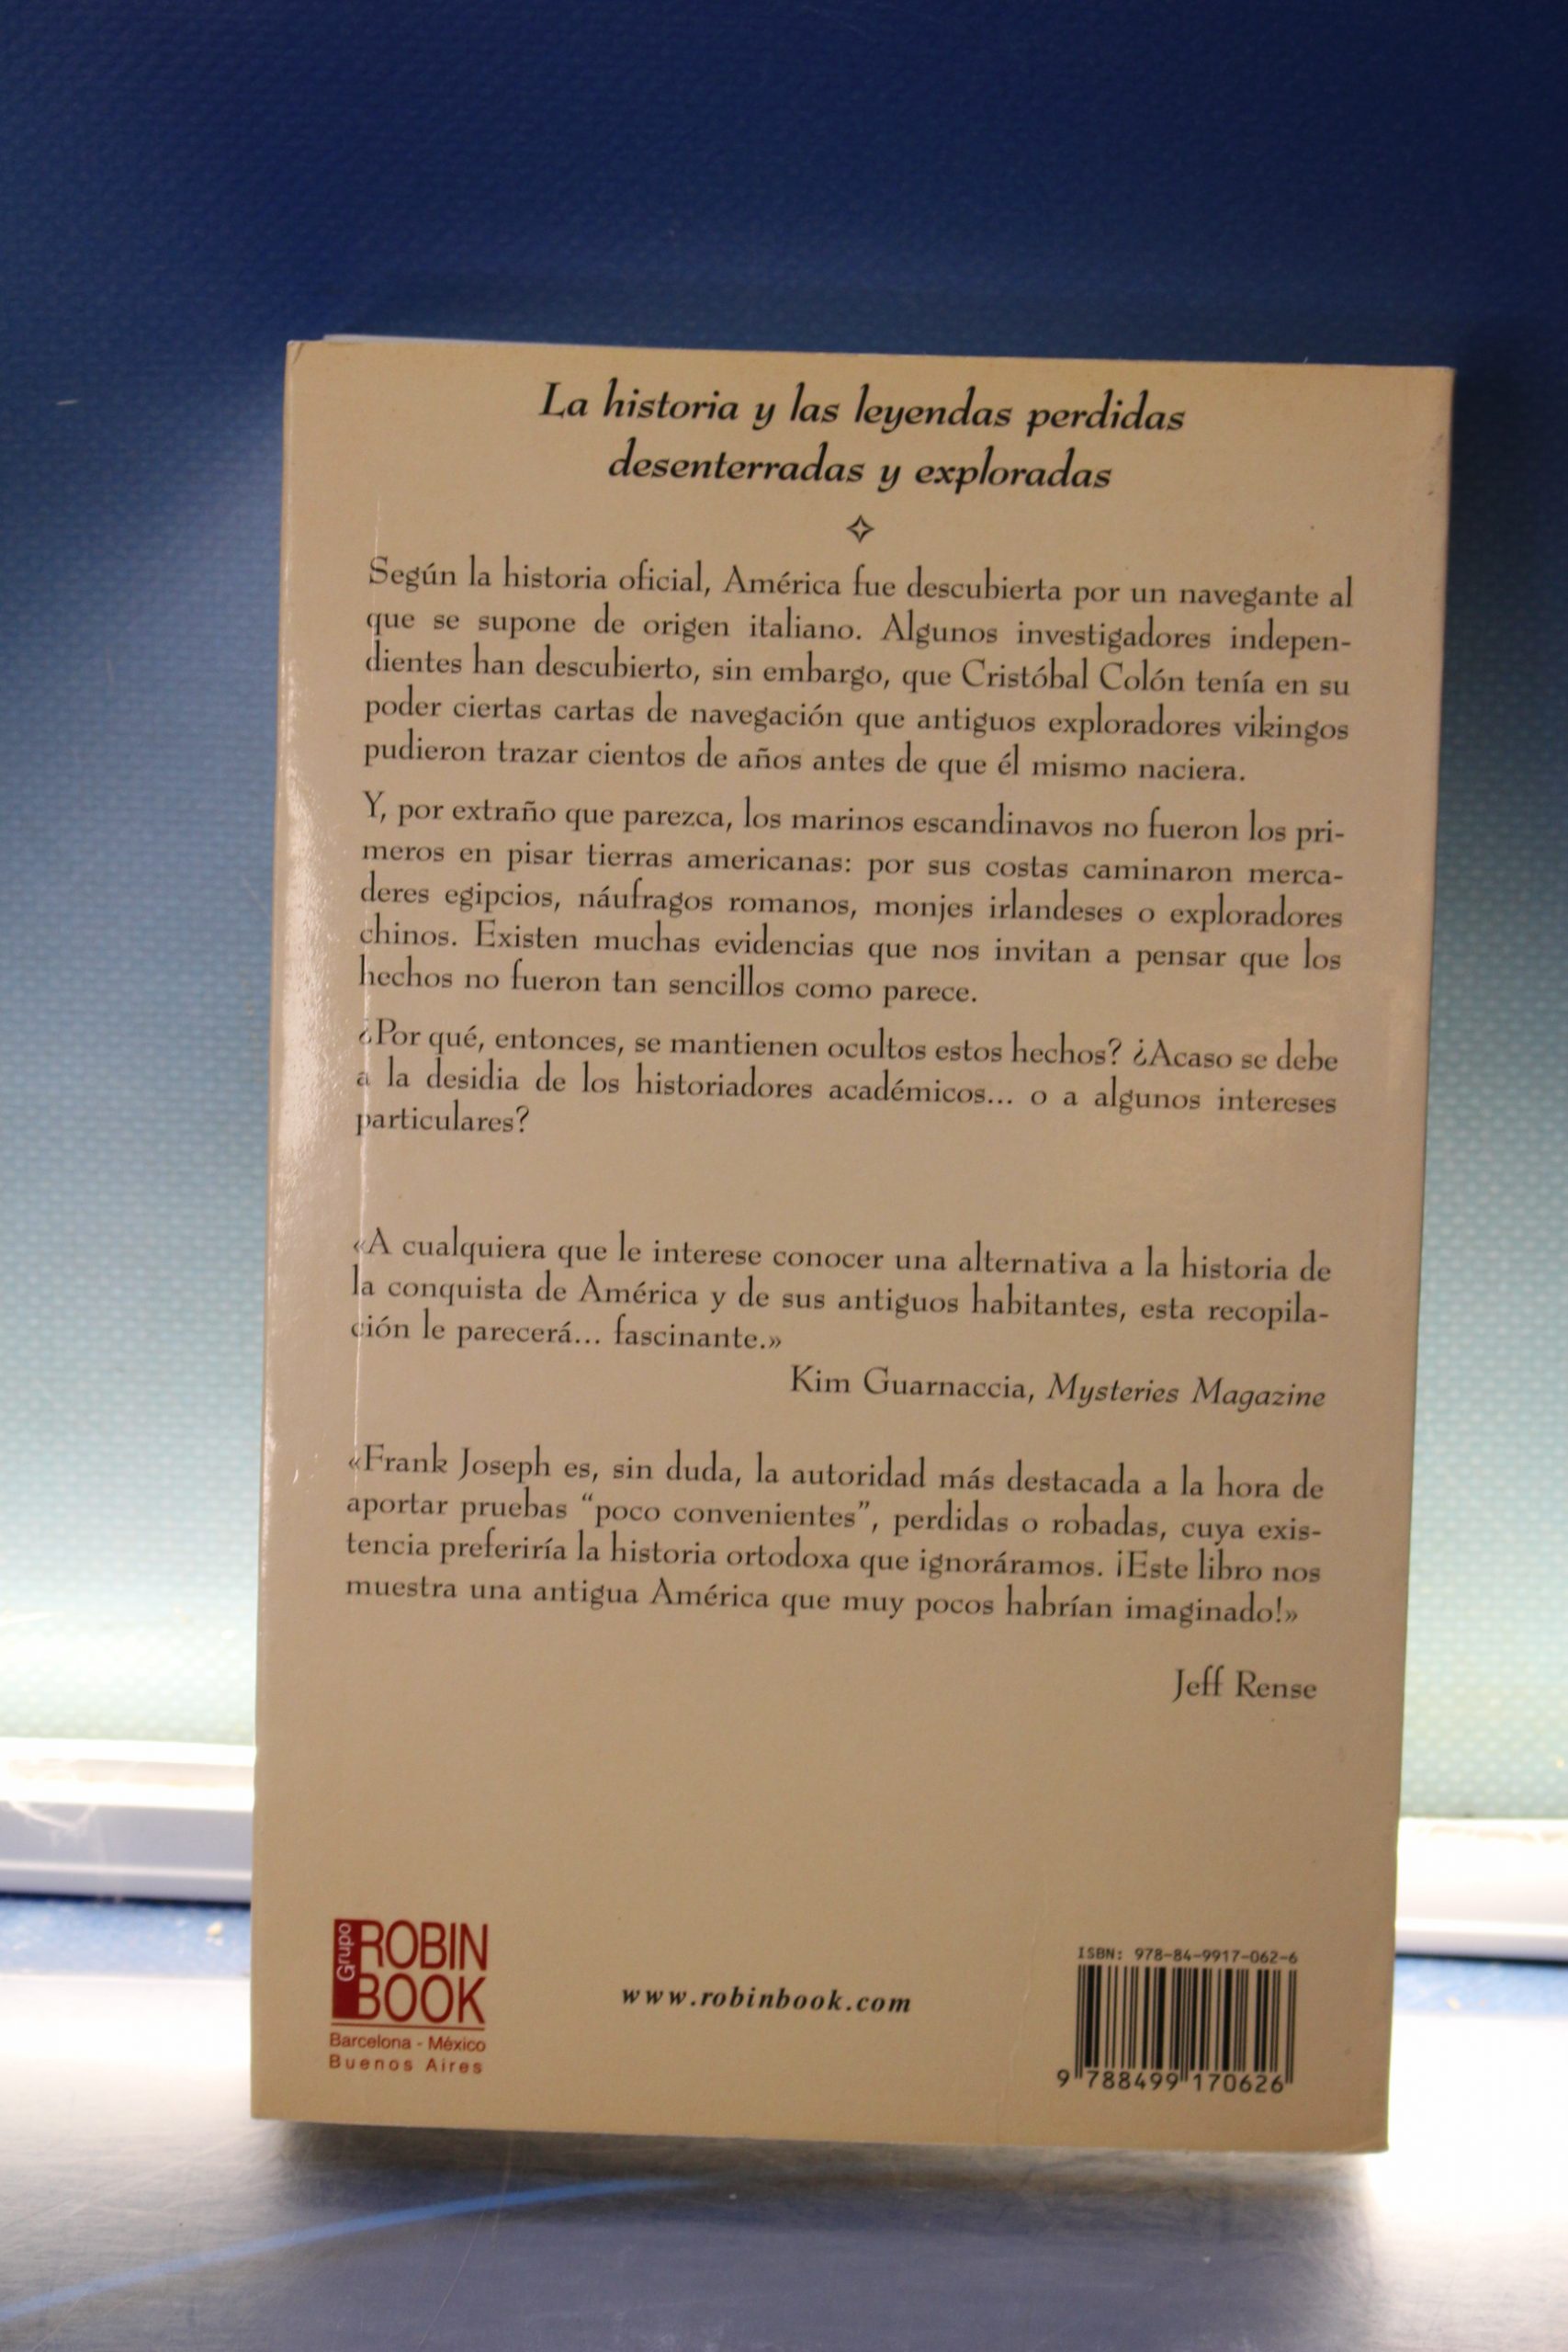 La historia y las leyendas perdidas
desenterradas y exploradas
Según la historia oficial, América fue descubierta por un navegante al
que se supone de origen italiano. Algunos investigadores indepen-
dientes han descubierto, sin embargo, que Cristóbal Colón tenía en su
poder ciertas cartas de navegación que antiguos exploradores vikingos
pudieron trazar cientos de años antes de que él mismo naciera.
Y, por extraño que parezca, los marinos escandinavos no fueron los pri-
meros en pisar tierras americanas: por sus costas caminaron merca-
deres egipcios, náufragos romanos, monjes irlandeses o exploradores
chinos. Existen muchas evidencias que nos invitan a pensar que los
hechos no fueron tan sencillos como parece.
¿Por qué, entonces, se mantienen ocultos estos hechos? ¿Acaso se debe
a la desidia de los historiadores académicos... o a algunos intereses
particulares?
«A cualquiera que le interese conocer una alternativa a la historia de
la conquista de América y de sus antiguos habitantes, esta recopila-
ción le parecerá... fascinante.»
Kim Guarnaccia, Mysteries Magazine
«Frank Joseph es, sin duda, la autoridad más destacada a la hora de
aportar pruebas “poco convenientes”, perdidas o robadas, cuya exis-
tencia preferiría la historia ortodoxa que ignoráramos. ¡Este libro nos
muestra una antigua América que muy pocos habrían imaginado!»
Jeff Rense
Grupo
ROBIN
BOOK
Barcelona - México
Buenos Aires
www.robinbook.com
ISBN: 978-84-9917-062-6
9 788499 170626